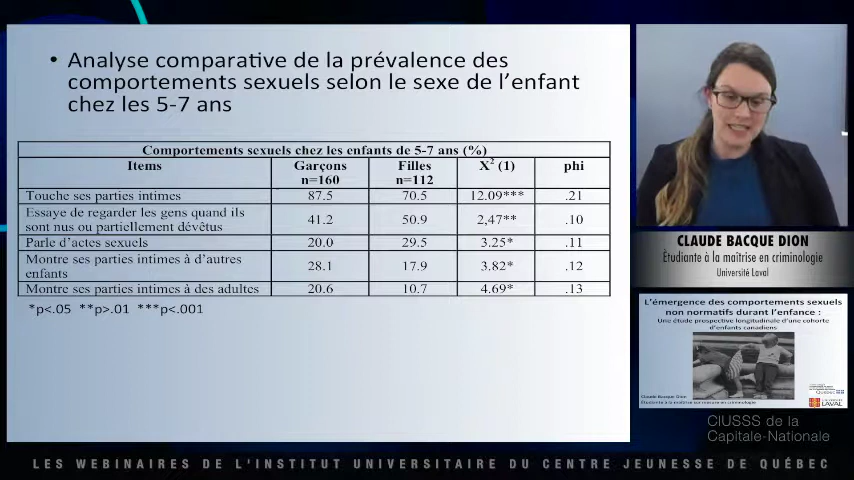 • Analyse comparative de la prévalence des
comportements sexuels selon le sexe de l'enfant
chez les 5-7 ans
Comportements sexuels chez les enfants de 5-7 ans (%)
Items Garçons n=160 Filles n=112 X² (1) phi
Touche ses parties intimes 87.5 70.5 12.09*** .21
Essaye de regarder les gens quand ils
sont nus ou partiellement dévêtus 41.2 50.9 2,47** .10
Parle d'actes sexuels 20.0 29.5 3.25* .11
Montre ses parties intimes à d'autres
enfants 28.1 17.9 3.82* .12
Montre ses parties intimes à des adultes 20.6 10.7 4.69* .13
*p<.05 **p>.01 ***p<.001
CLAUDE BACQUE DION
Étudiante à la maîtrise en criminologie
Université Laval
L'émergence des comportements sexuels
non normatifs durant l'enfance :
Une étude prospective longitudinale d'une cohorte
d'enfants canadiens
Claude Bacque Dion
Québec
UNIVERSITÉ
LAVAL
CIUSSS de la
Capitale-Nationale
LES WEBINAIRES DE L'INSTITUT UNIVERSITAIRE DU CENTRE JEUNESSE DE QUÉBEC